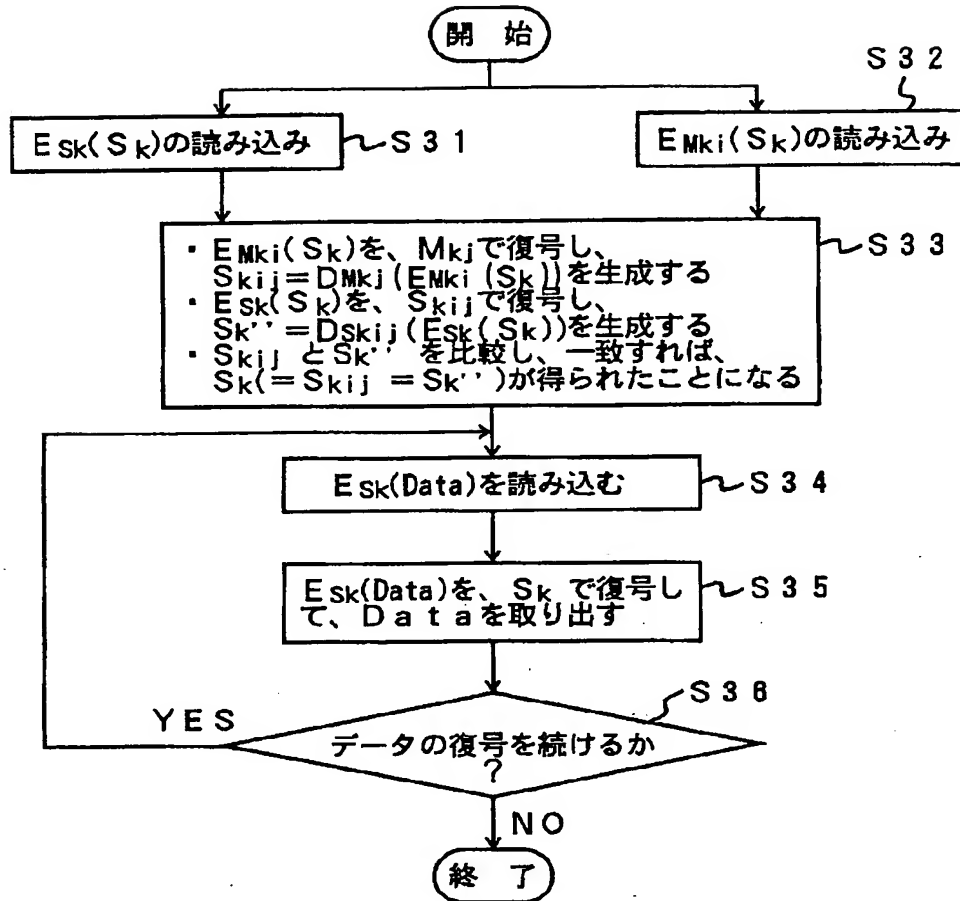 開 始
S32
ESk(Sk)の読み込み
S31
EMki(Sk)の読み込み
・EMki(Sk)を、Mkjで復号し、
Skij=DMkj(EMki(Sk))を生成する
・ESk(Sk)を、Skijで復号し、
Sk''=DSkij(ESk(Sk))を生成する
・SkijとSk''を比較し、一致すれば、
Sk(=Skij=Sk'')が得られたことになる
S33
ESk(Data)を読み込む
S34
ESk(Data)を、Skで復号し
て、Dataを取り出す
S35
S36
YES
データの復号を続けるか
?
NO
終 了